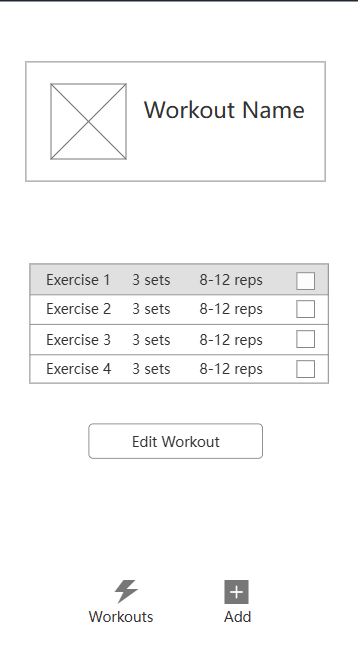 Workout Name
Exercise 1 3 sets 8-12 reps
Exercise 2 3 sets 8-12 reps
Exercise 3 3 sets 8-12 reps
Exercise 4 3 sets 8-12 reps
Edit Workout
Workouts Add